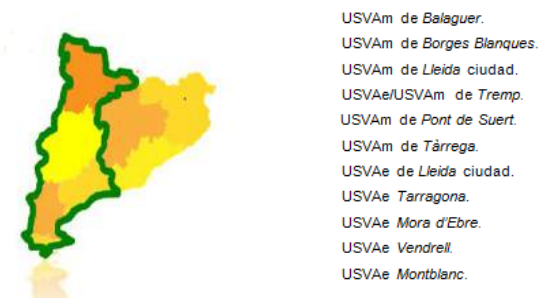 USVAm de Balaguer.
USVAm de Borges Blanques.
USVAm de Lleida ciudad.
USVAe/USVAm de Tremp.
USVAm de Pont de Suert.
USVAm de Tàrrega.
USVAe de Lleida ciudad.
USVAe Tarragona.
USVAe Mora d'Ebre.
USVAe Vendrell.
USVAe Montblanc.